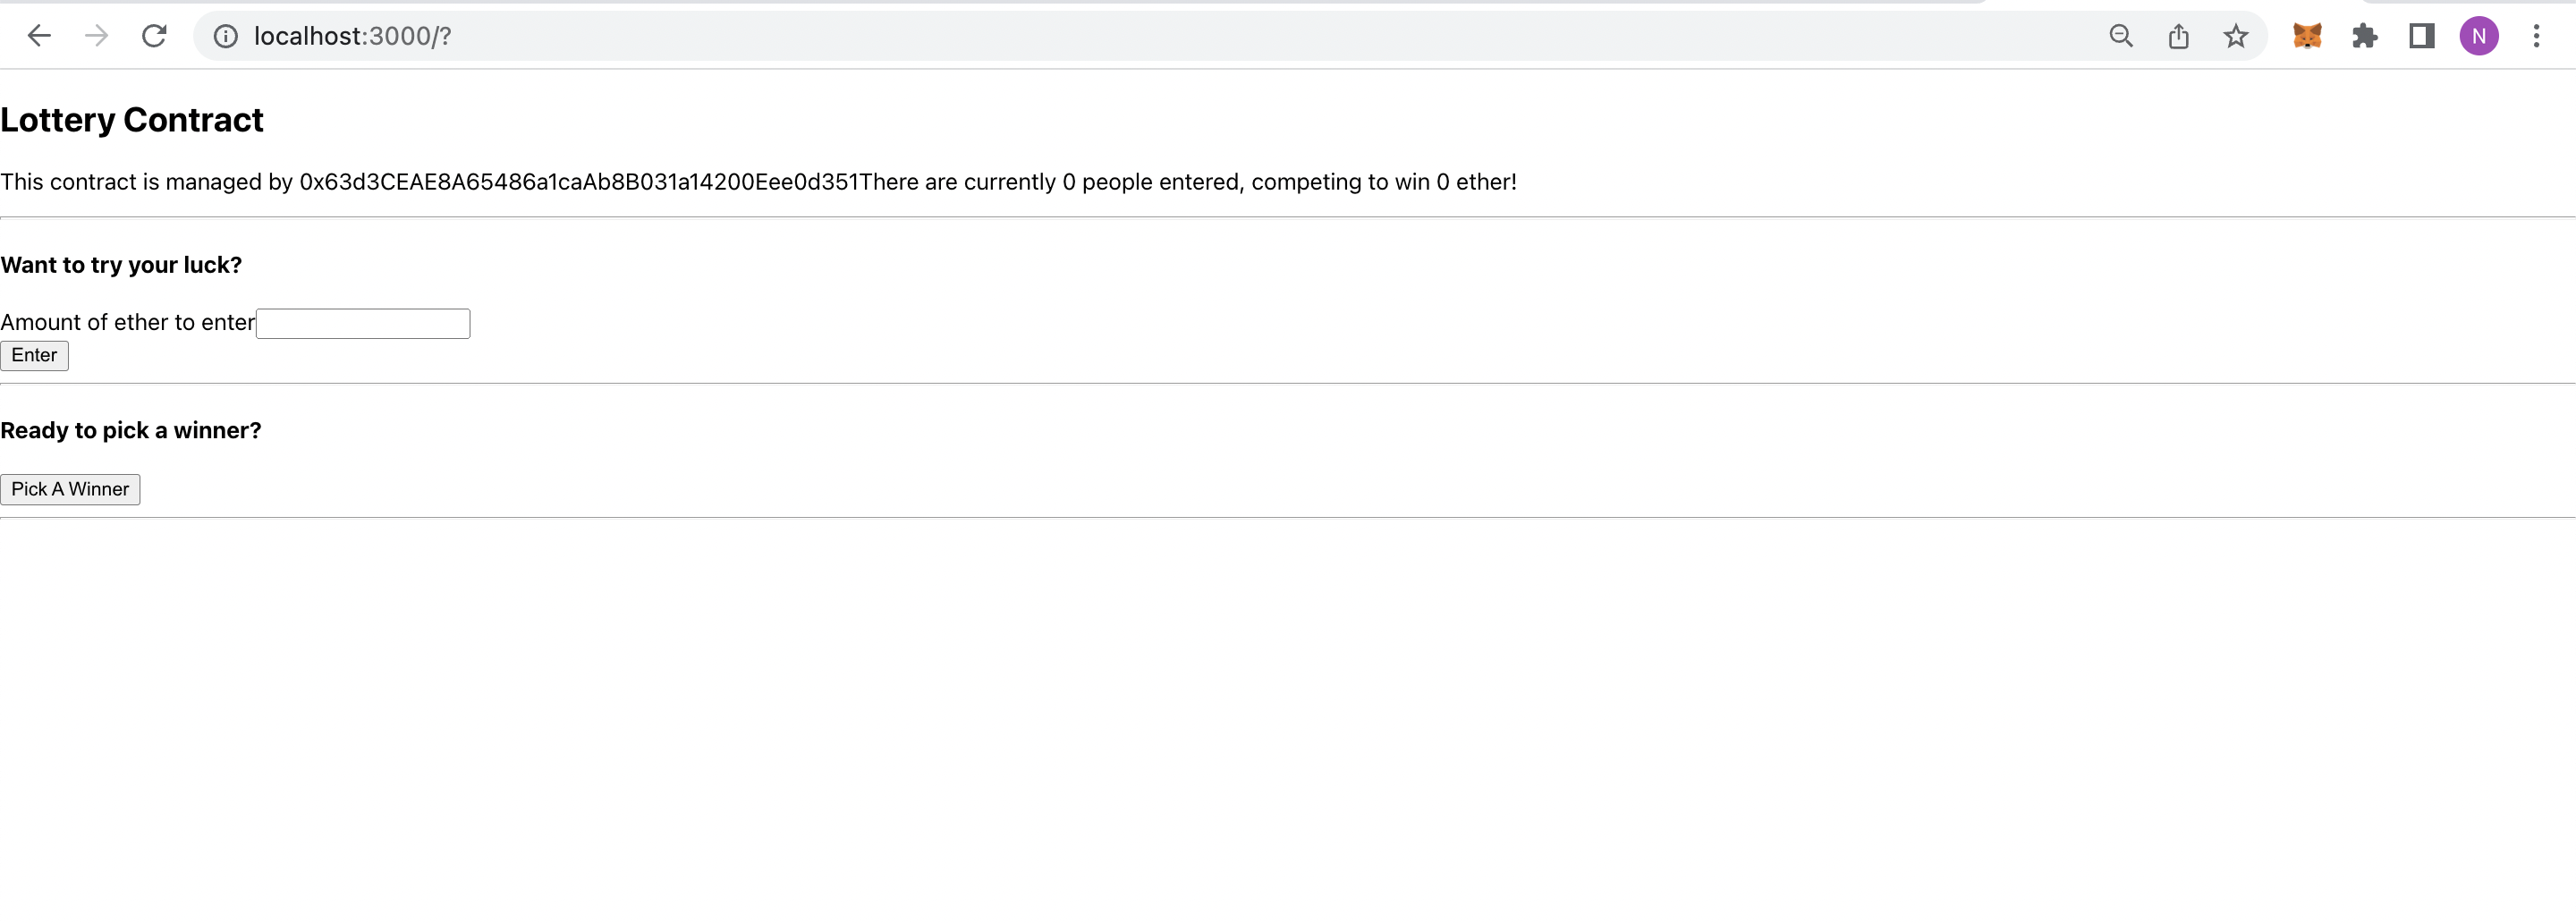 localhost:3000/?
N
Lottery Contract
This contract is managed by 0x63d3CEAE8A65486a1caAb8B031a14200Eee0d351There are currently 0 people entered, competing to win 0 ether!
Want to try your luck?
Amount of ether to enter
Enter
Ready to pick a winner?
Pick A Winner